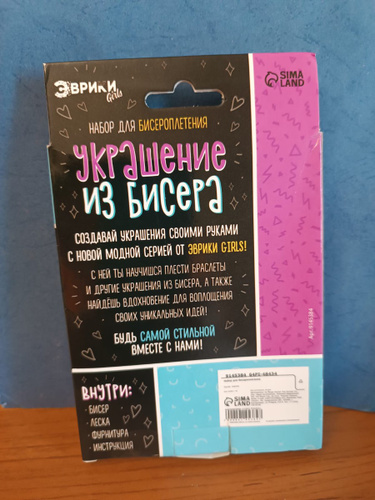 ЭВРИКИ
Girls
SIMA
LAND
НАБОР ДЛЯ БИСЕРОПЛЕТЕНИЯ
УКРАШЕНИЕ
ИЗ БИСЕРА
СОЗДАВАЙ УКРАШЕНИЯ СВОИМИ РУКАМИ
С НОВОЙ МОДНОЙ СЕРИЕЙ ОТ ЭВРИКИ GIRLS!
С НЕЙ ТЫ НАУЧИШСЯ ПЛЕСТИ БРАСЛЕТЫ
И ДРУГИЕ УКРАШЕНИЯ ИЗ БИСЕРА, А ТАКЖЕ
НАЙДЁШЬ ВДОХНОВЕНИЕ ДЛЯ ВОПЛОЩЕНИЯ
СВОИХ УНИКАЛЬНЫХ ИДЕЙ!
БУДЬ САМОЙ СТИЛЬНОЙ
ВМЕСТЕ С НАМИ!
ВНУТРИ:
· БИСЕР
· ЛЕСКА
· ФУРНИТУРА
· ИНСТРУКЦИЯ
SIMA
LAND